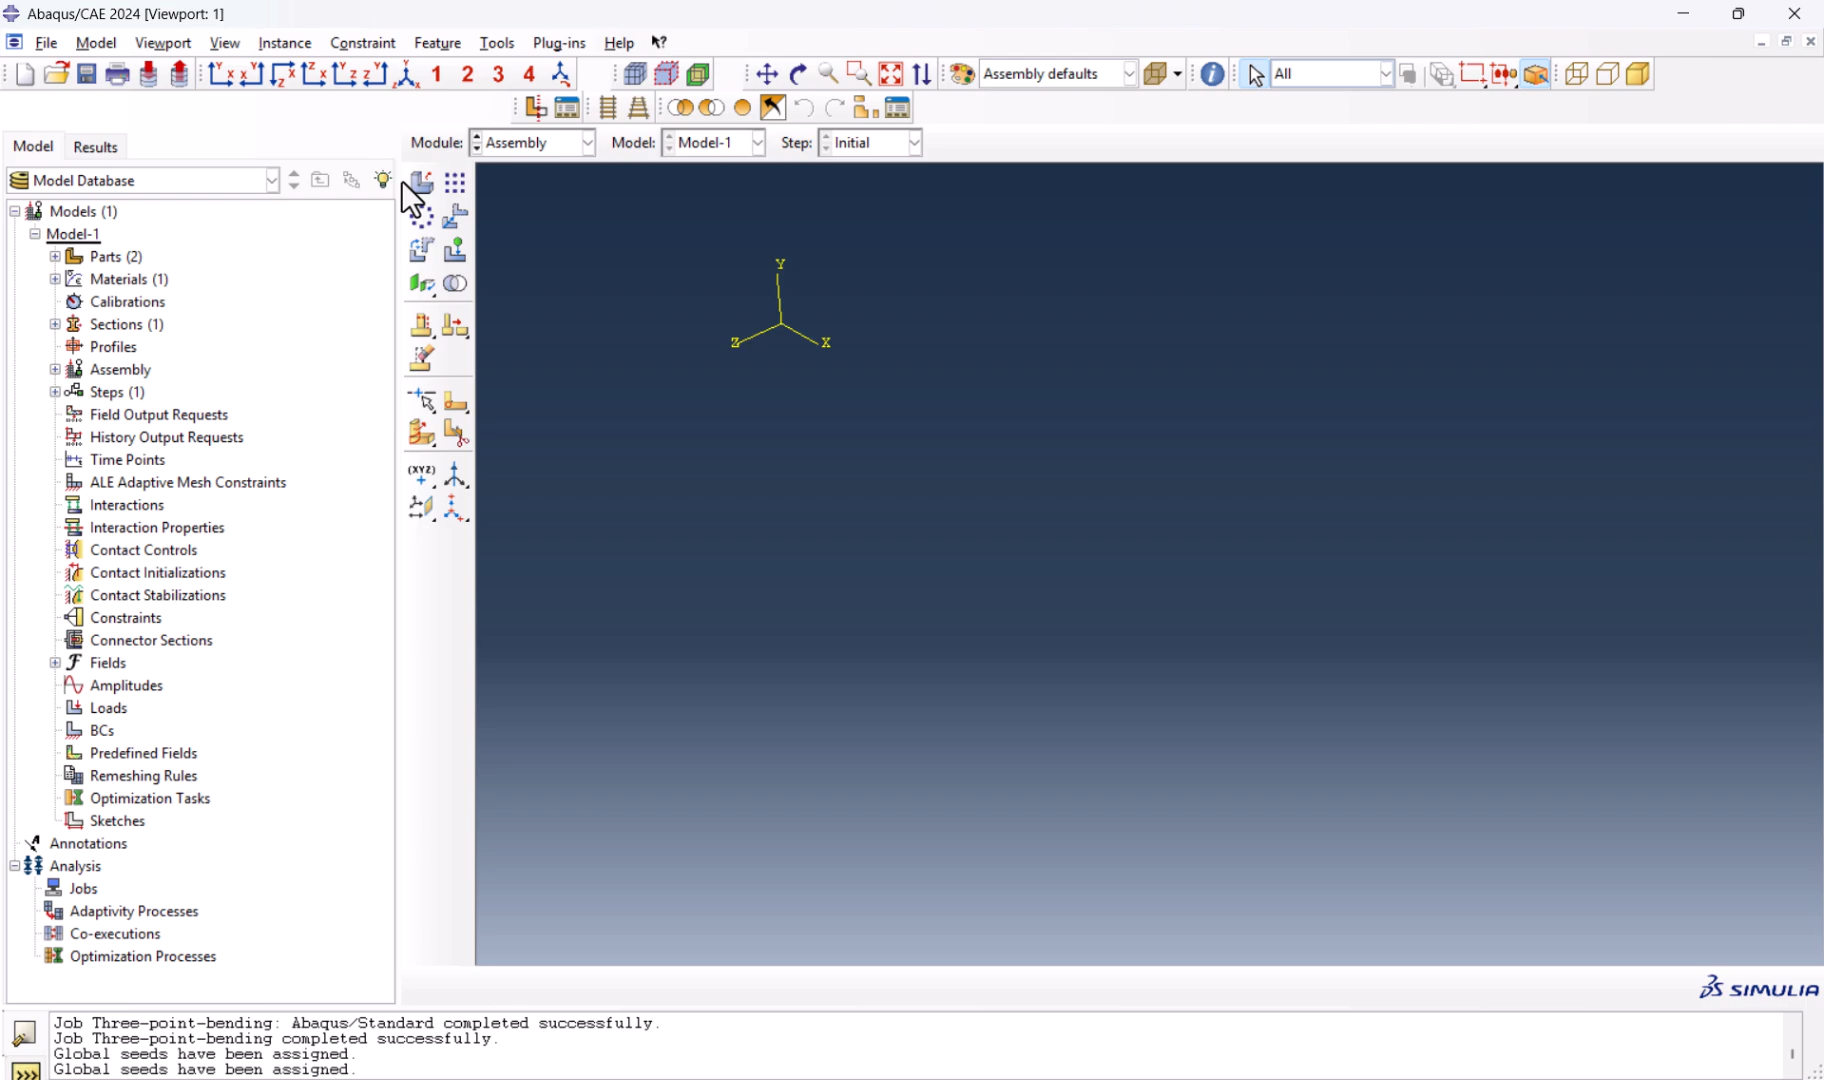 Abaqus/CAE 2024 [Viewport: 1]
File Model Viewport View Instance Constraint Feature Tools Plug-ins Help
1 2 3 4 Assembly defaults All
Module: Assembly Model: Model-1 Step: Initial
Model Results
Model Database
Models (1)
Model-1
Parts (2)
Materials (1)
Calibrations
Sections (1)
Profiles
Assembly
Steps (1)
Field Output Requests
History Output Requests
Time Points
ALE Adaptive Mesh Constraints
Interactions
Interaction Properties
Contact Controls
Contact Initializations
Contact Stabilizations
Constraints
Connector Sections
Fields
Amplitudes
Loads
BCs
Predefined Fields
Remeshing Rules
Optimization Tasks
Sketches
Annotations
Analysis
Jobs
Adaptivity Processes
Co-executions
Optimization Processes
(XYZ)
Y
Z X
SIMULIA
Job Three-point-bending: Abaqus/Standard completed successfully.
Job Three-point-bending completed successfully.
Global seeds have been assigned.
Global seeds have been assigned.
>>>